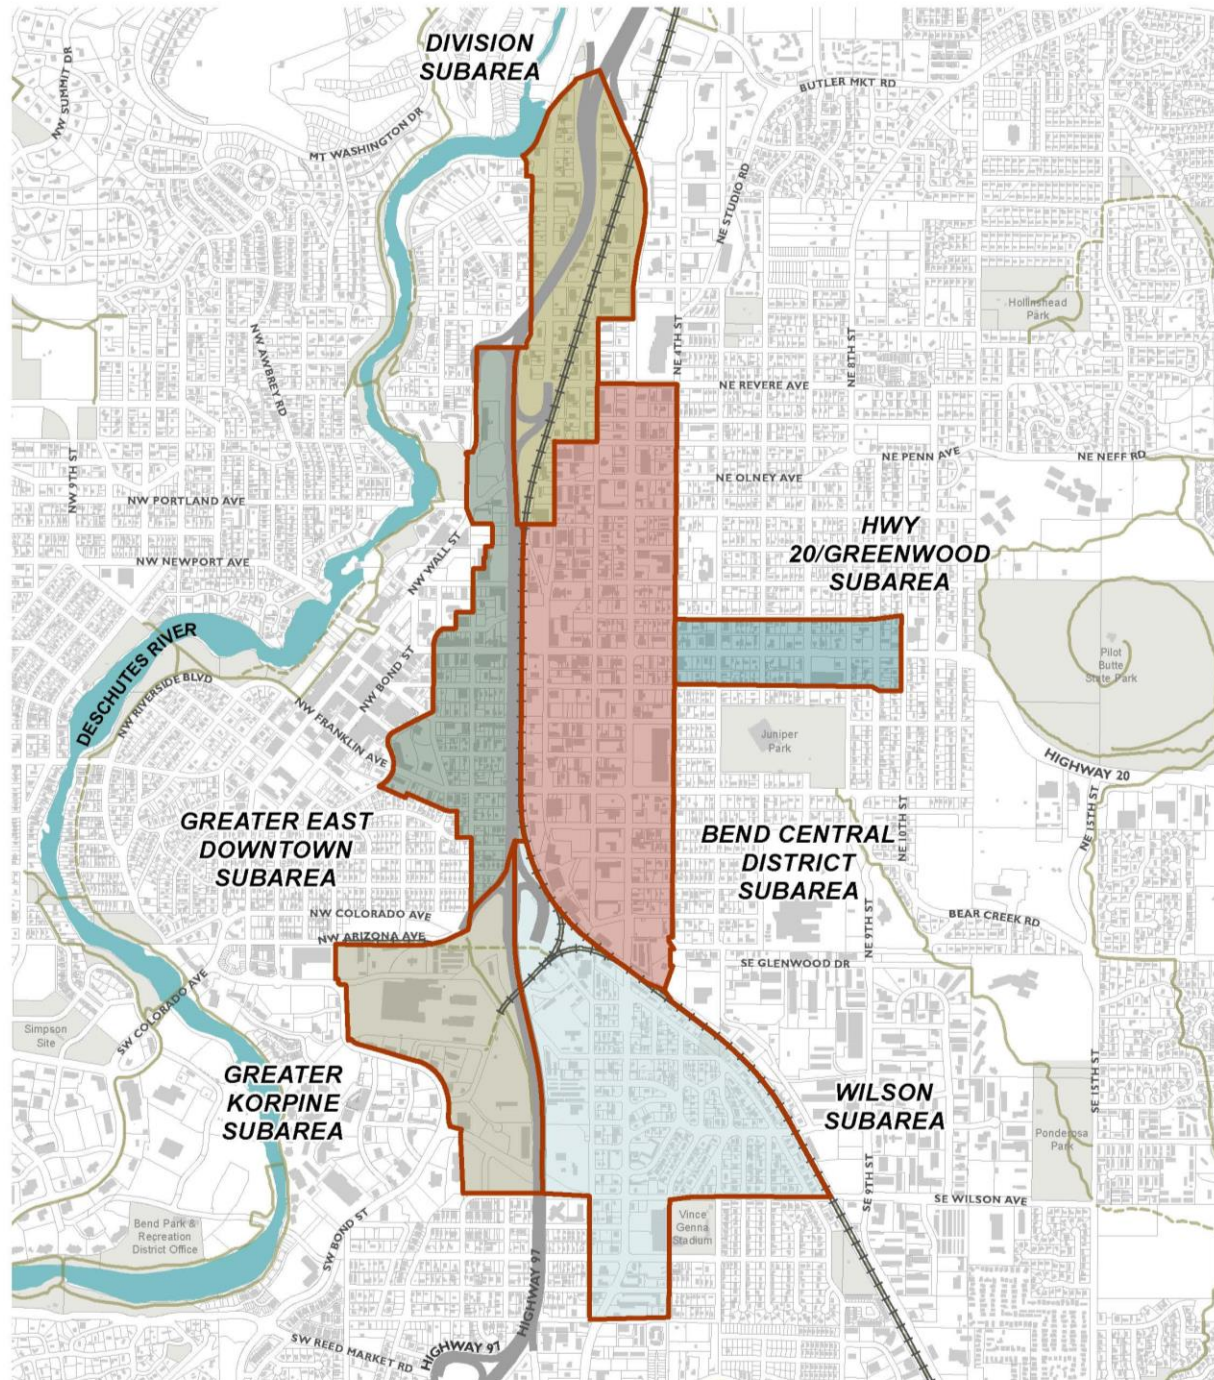 DIVISION
SUBAREA
NW SUMMIT DR
BUTLER MKT RD
MT WASHINGTON DR
NE STUDIO RD
Hollinshead
Park
NE 4TH ST
NE 8TH ST
NW AWBREY RD
NE REVERE AVE
NW 9TH ST
NE PENN AVE
NE NEFF RD
NE OLNEY AVE
NW PORTLAND AVE
HWY
20/GREENWOOD
SUBAREA
NW WALL ST
NW NEWPORT AVE
DESCHUTES RIVER
NW BOND ST
Pilot
Butte
State Park
NW RIVERSIDE BLVD
NW FRANKLIN AVE
Juniper
Park
HIGHWAY 20
NE 15TH ST
GREATER EAST
DOWNTOWN
SUBAREA
BEND CENTRAL
DISTRICT
SUBAREA
NE 10TH ST
NW COLORADO AVE
NE 9TH ST
BEAR CREEK RD
NW ARIZONA AVE
SE GLENWOOD DR
SW COLORADO AVE
Simpson
Site
GREATER
KORPINE
SUBAREA
WILSON
SUBAREA
SE 15TH ST
Ponderosa
Park
SE 9TH ST
SE WILSON AVE
Bend Park &
Recreation
District Office
SW BOND ST
Vince
Genna
Stadium
HIGHWAY 97
SW REED MARKET RD
HIGHWAY 97